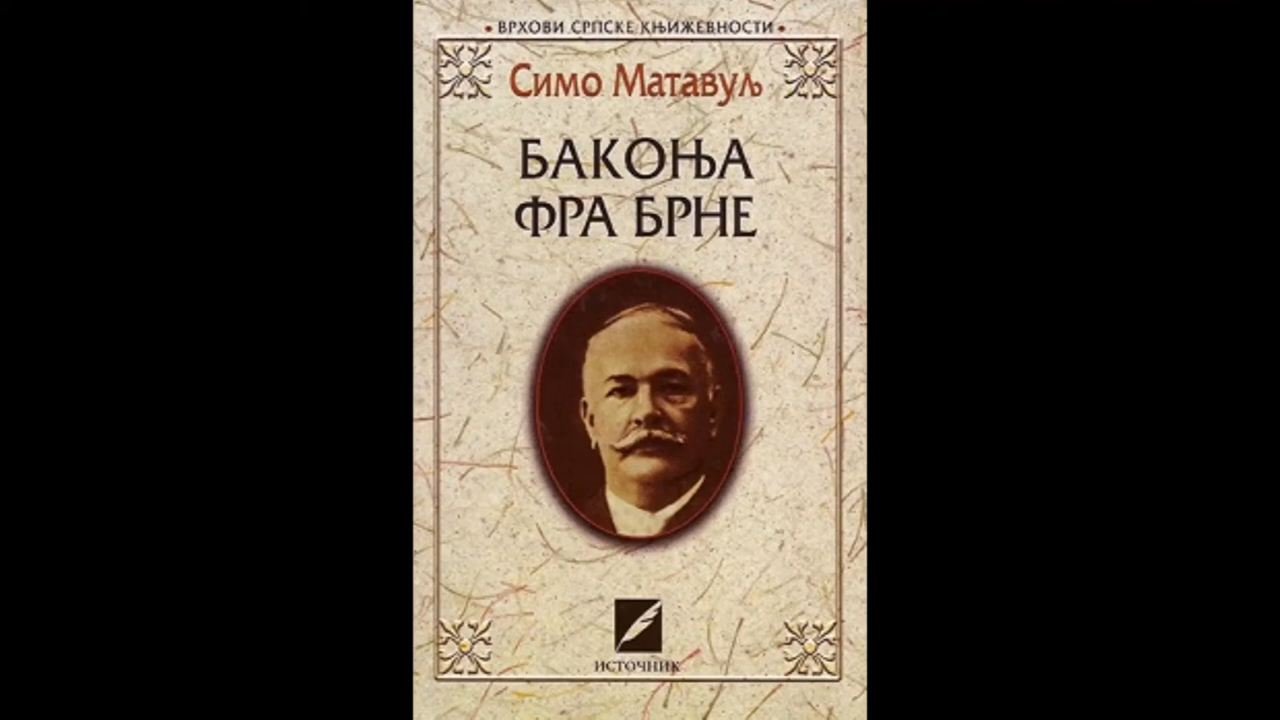 • ВРХОВИ СРПСКЕ КЊИЖЕВНОСТИ •
Симо Матавуљ
БАКОЊА
ФРА БРНЕ
ИСТОЧНИК